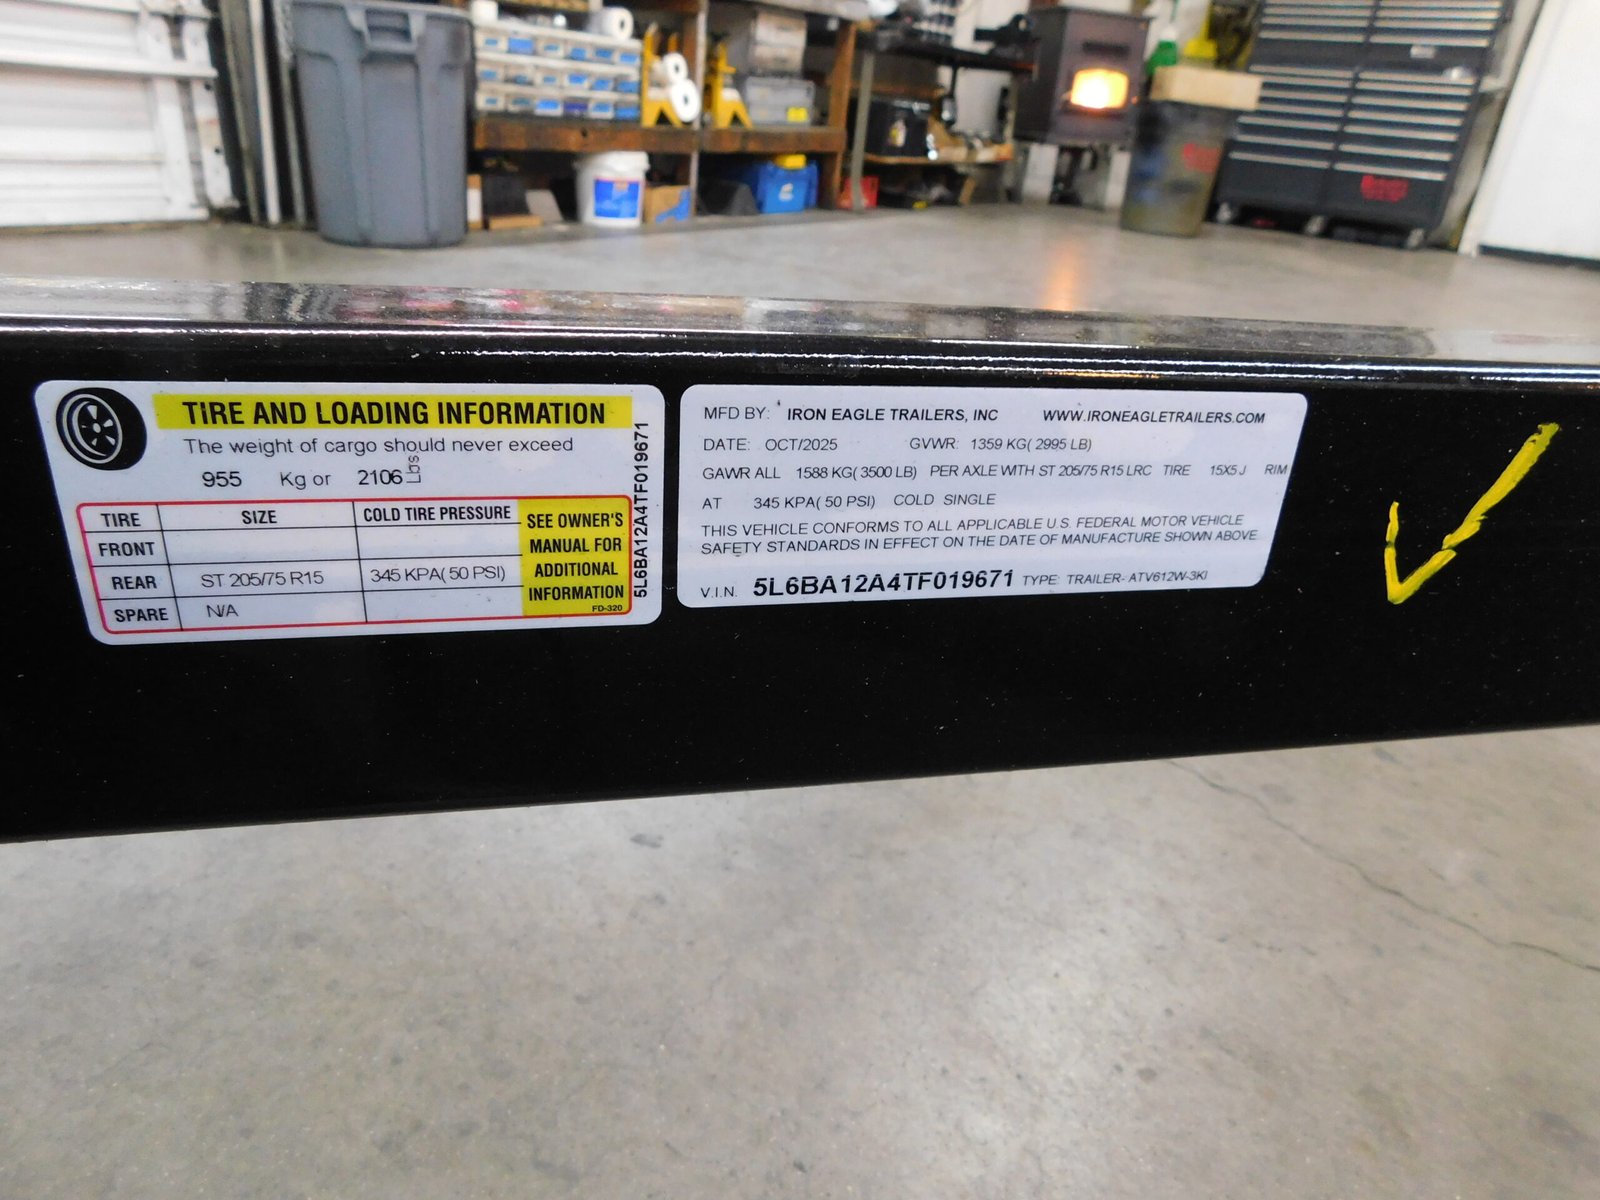 TIRE AND LOADING INFORMATION
The weight of cargo should never exceed
955 Kg or 2106 Lbs
TIRE SIZE COLD TIRE PRESSURE
FRONT
REAR ST 205/75 R15 345 KPA( 50 PSI)
SPARE N/A
SEE OWNER'S
MANUAL FOR
ADDITIONAL
INFORMATION
FD-320
5L6BA12A4TF019671
MFD BY: IRON EAGLE TRAILERS, INC WWW.IRONEAGLETRAILERS.COM
DATE: OCT/2025 GVWR: 1359 KG( 2995 LB)
GAWR ALL 1588 KG( 3500 LB) PER AXLE WITH ST 205/75 R15 LRC TIRE 15X5 J RIM
AT 345 KPA( 50 PSI) COLD SINGLE
THIS VEHICLE CONFORMS TO ALL APPLICABLE U.S. FEDERAL MOTOR VEHICLE
SAFETY STANDARDS IN EFFECT ON THE DATE OF MANUFACTURE SHOWN ABOVE
V.I.N. 5L6BA12A4TF019671 TYPE: TRAILER- ATV612W-3KI